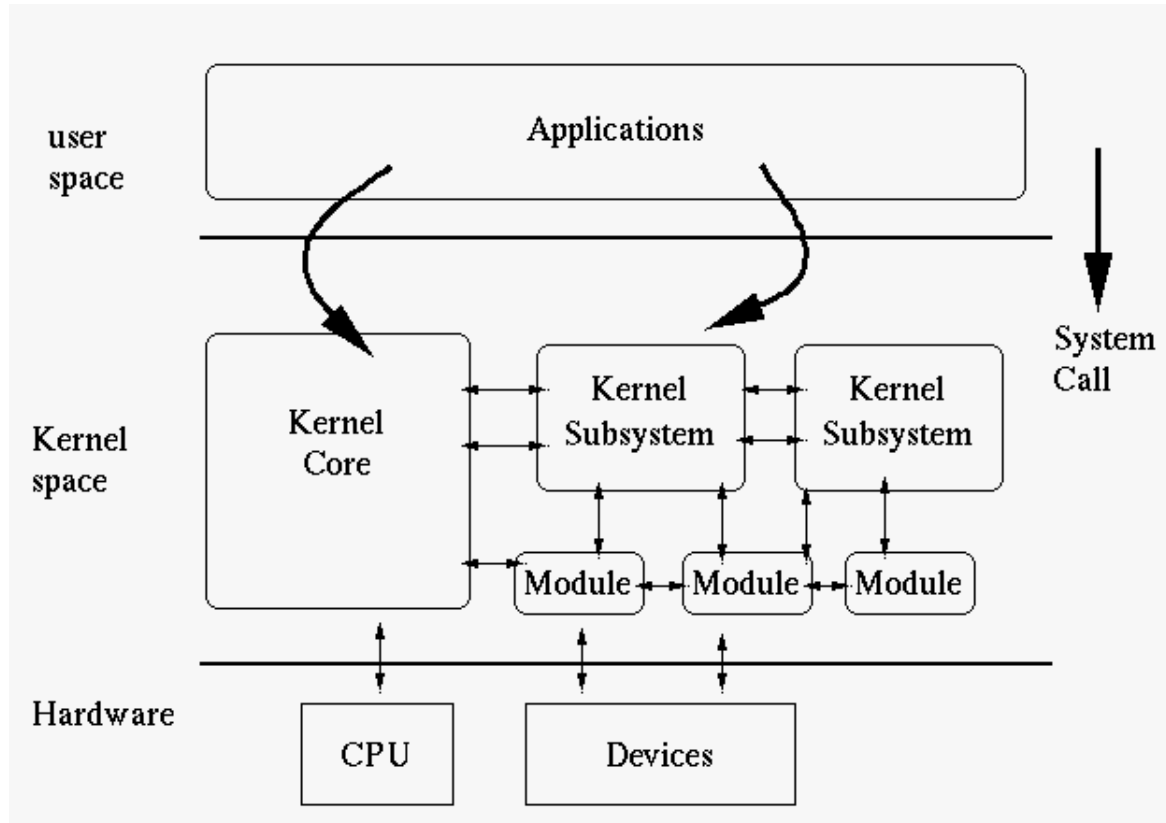 user
space
Applications
System
Call
Kernel
space
Kernel
Core
Kernel
Subsystem
Kernel
Subsystem
Module
Module
Module
Hardware
CPU
Devices